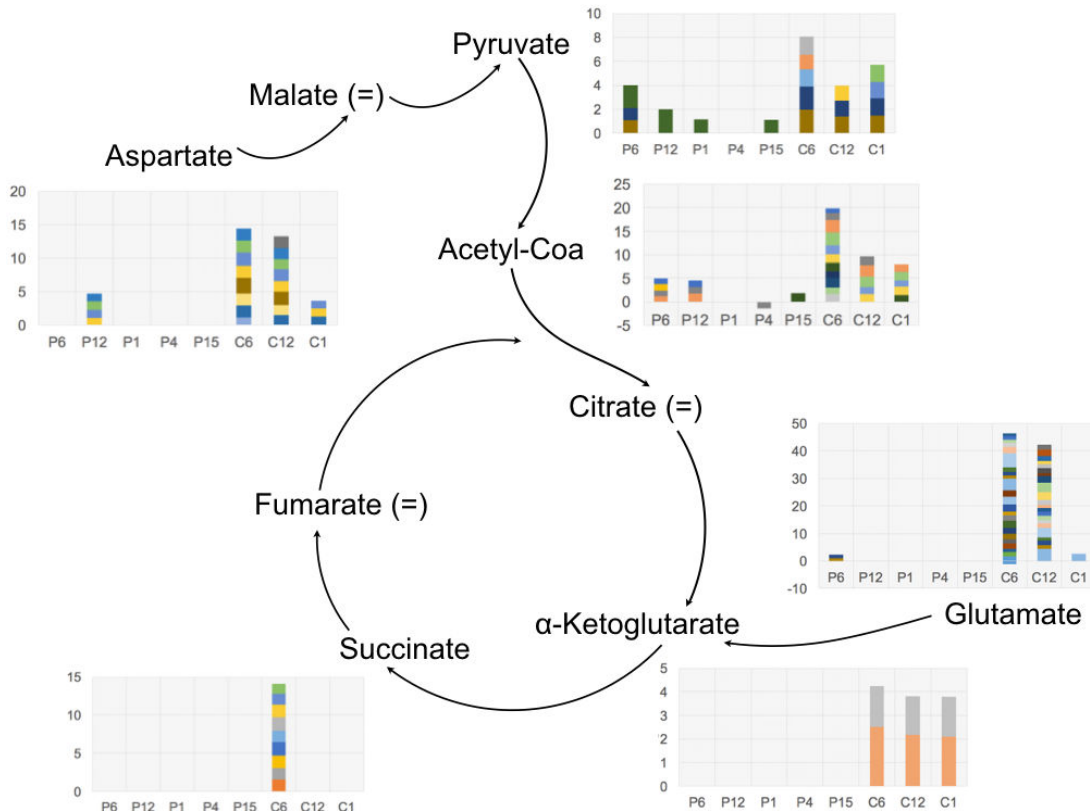 Pyruvate
10
8
6
4
2
0
P6 P12 P1 P4 P15 C6 C12 C1
Malate (=)
Aspartate
20
15
10
5
0
P6 P12 P1 P4 P15 C6 C12 C1
Acetyl-Coa
25
20
15
10
5
0
-5
P6 P12 P1 P4 P15 C6 C12 C1
Citrate (=)
50
40
30
20
10
0
-10
P6 P12 P1 P4 P15 C6 C12 C1
Fumarate (=)
Glutamate
α-Ketoglutarate
Succinate
15
10
5
0
P6 P12 P1 P4 P15 C6 C12 C1
5
4
3
2
1
0
P6 P12 P1 P4 P15 C6 C12 C1